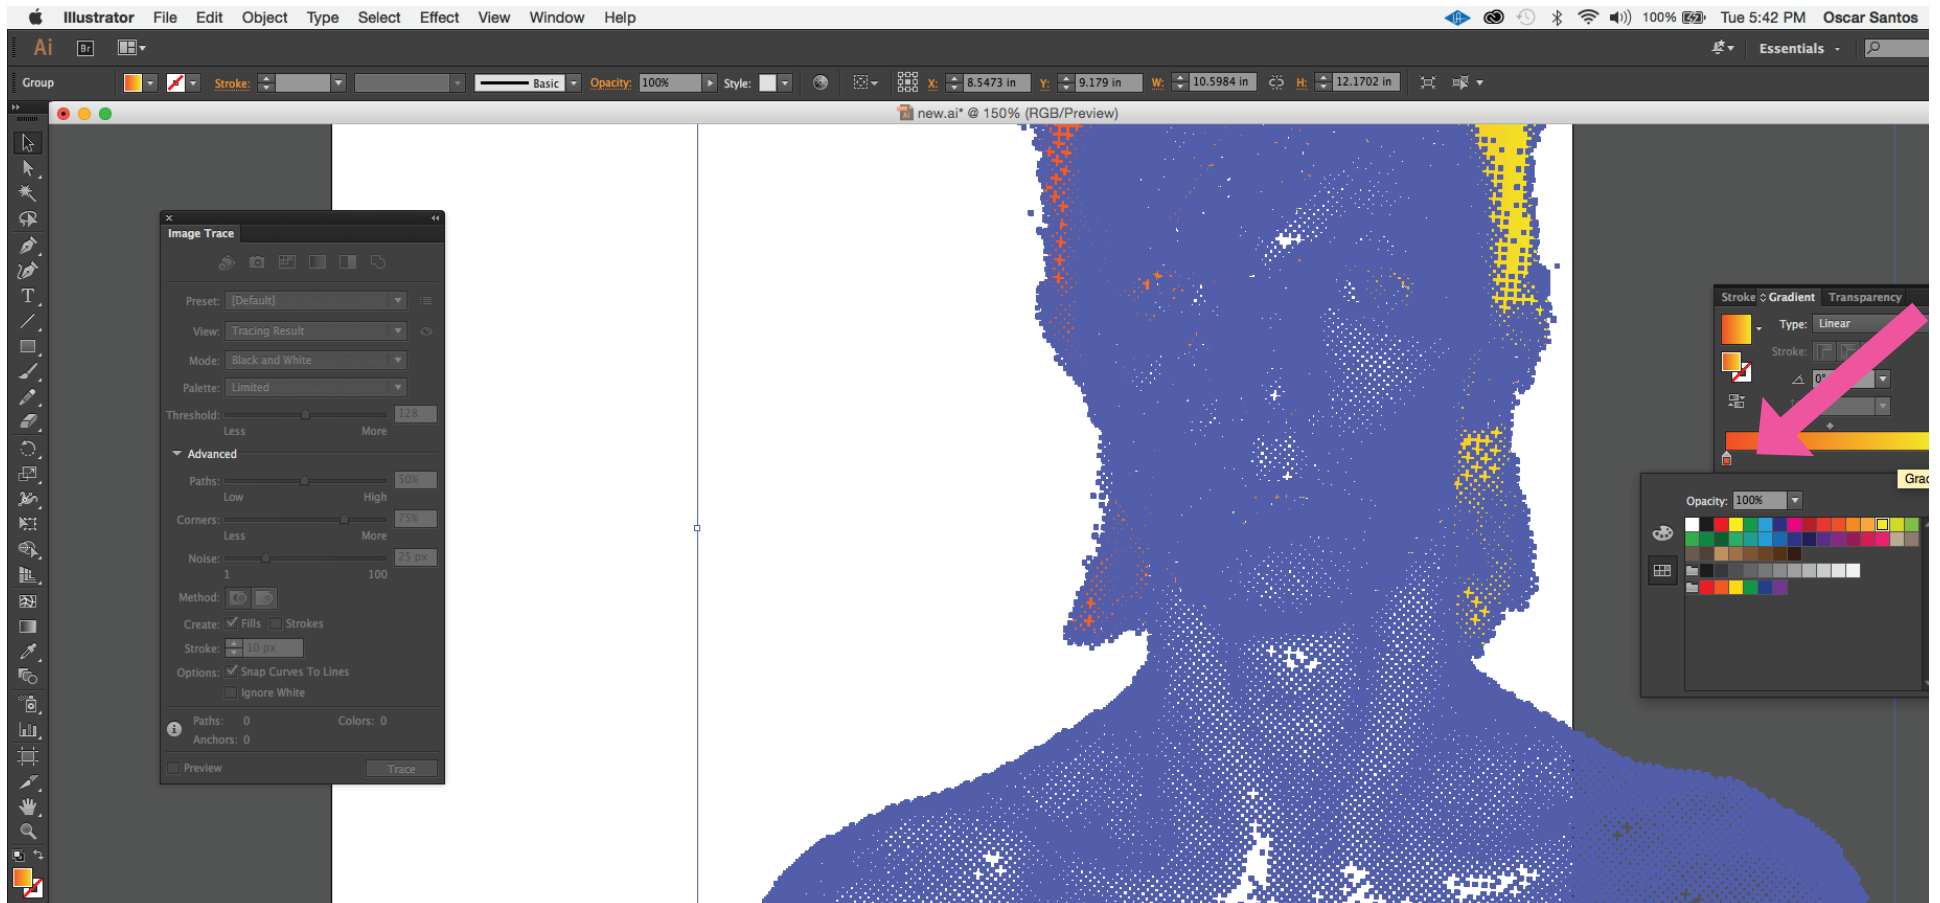 Illustrator File Edit Object Type Select Effect View Window Help 100% Tue 5:42 PM Oscar Santos
Ai Br Essentials
Group Stroke: Basic Opacity: 100% Style: X: 8.5473 in Y: 9.179 in W: 10.5984 in H: 12.1702 in
new.ai* @ 150% (RGB/Preview)
Image Trace
Preset: [Default]
View: Tracing Result
Mode: Black and White
Palette: Limited
Threshold: 128
Less More
Advanced
Paths: 50%
Low High
Corners: 75%
Less More
Noise: 25 px
1 100
Method:
Create: Fills Strokes
Stroke: 10 px
Options: Snap Curves To Lines
Ignore White
Paths: 0 Colors: 0
Anchors: 0
Preview Trace
Stroke Gradient Transparency
Type: Linear
Stroke:
0°
Grac
Opacity: 100%